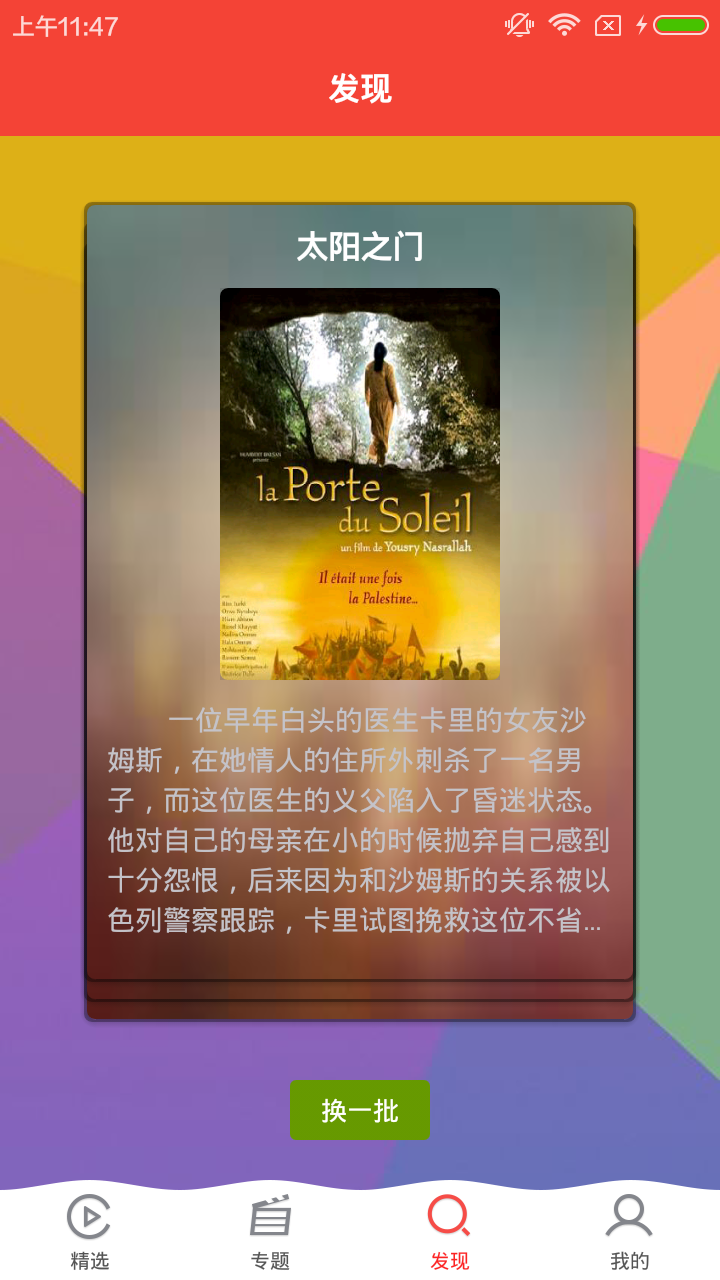 上午11:47
发现
太阳之门
HUMBERT BALSAN
la Porte
du Soleil
un film de Yousry Nasrallah
Il était une fois
la Palestine...
一位早年白头的医生卡里的女友沙
姆斯，在她情人的住所外刺杀了一名男
子，而这位医生的义父陷入了昏迷状态。
他对自己的母亲在小的时候抛弃自己感到
十分怨恨，后来因为和沙姆斯的关系被以
色列警察跟踪，卡里试图挽救这位不省...
换一批
精选
专题
发现
我的